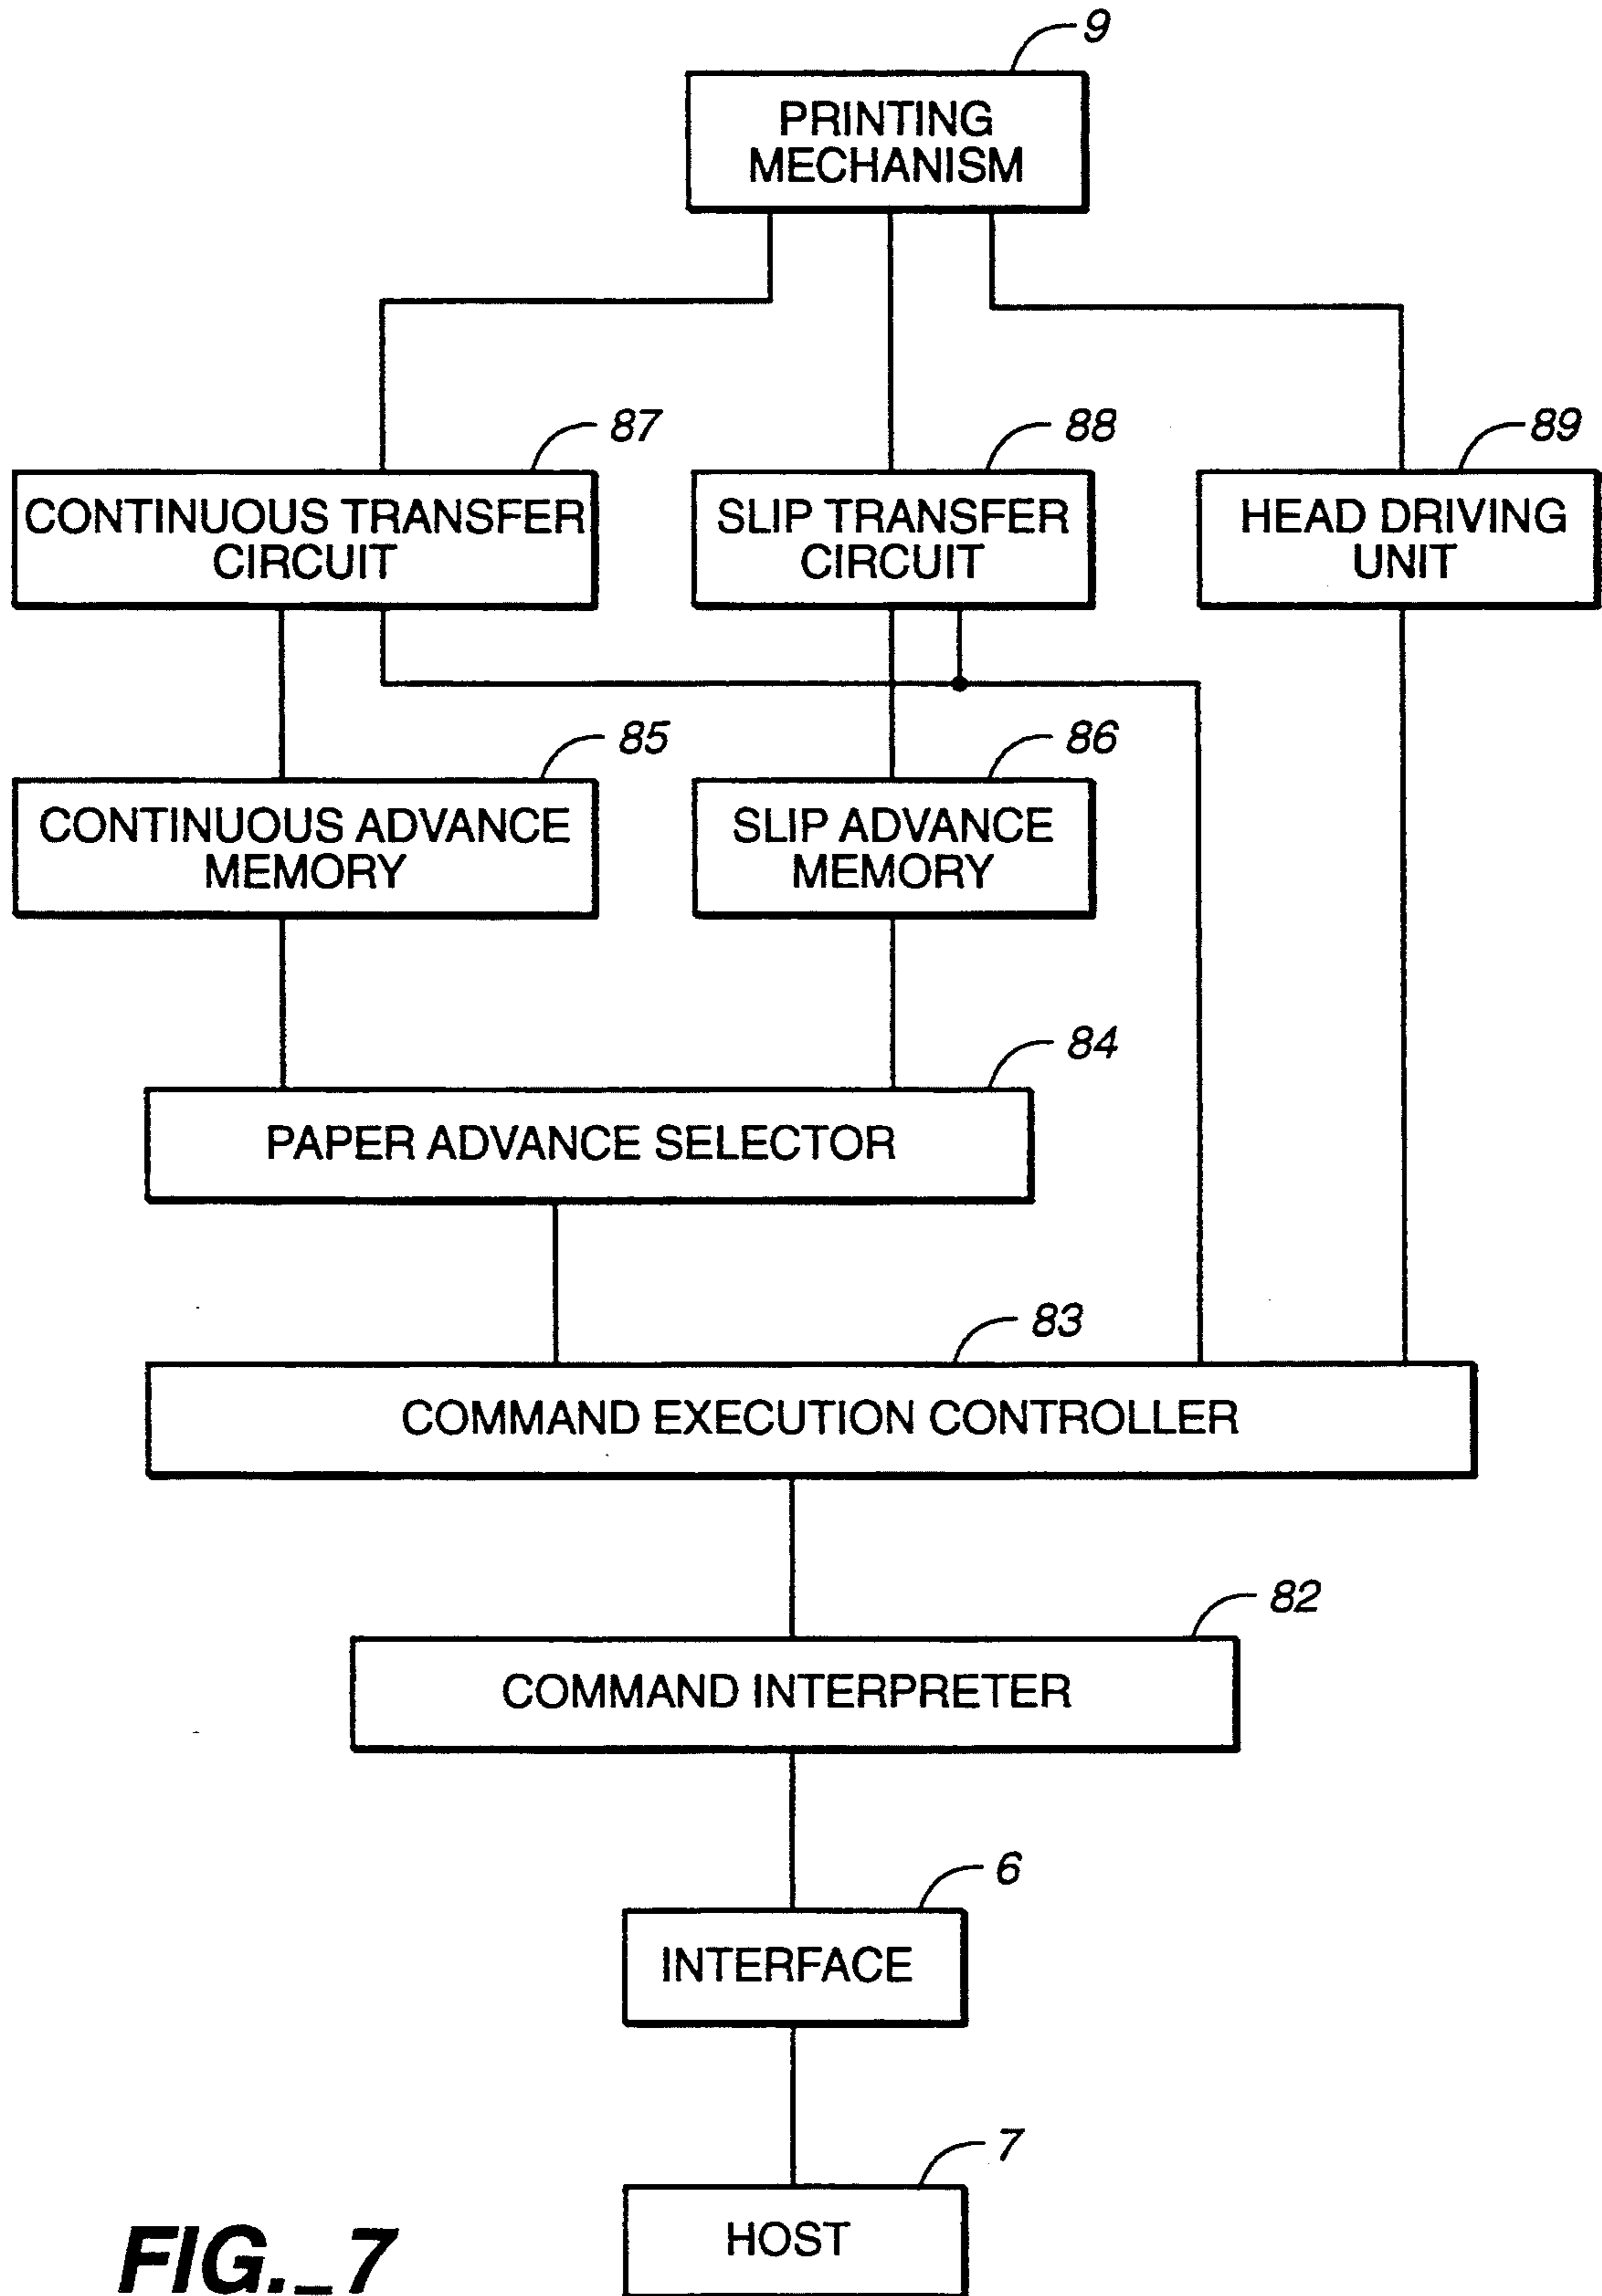 9
PRINTING
MECHANISM
87
88
89
CONTINUOUS TRANSFER
CIRCUIT
SLIP TRANSFER
CIRCUIT
HEAD DRIVING
UNIT
85
86
CONTINUOUS ADVANCE
MEMORY
SLIP ADVANCE
MEMORY
84
PAPER ADVANCE SELECTOR
83
COMMAND EXECUTION CONTROLLER
82
COMMAND INTERPRETER
6
INTERFACE
7
HOST
FIG._7